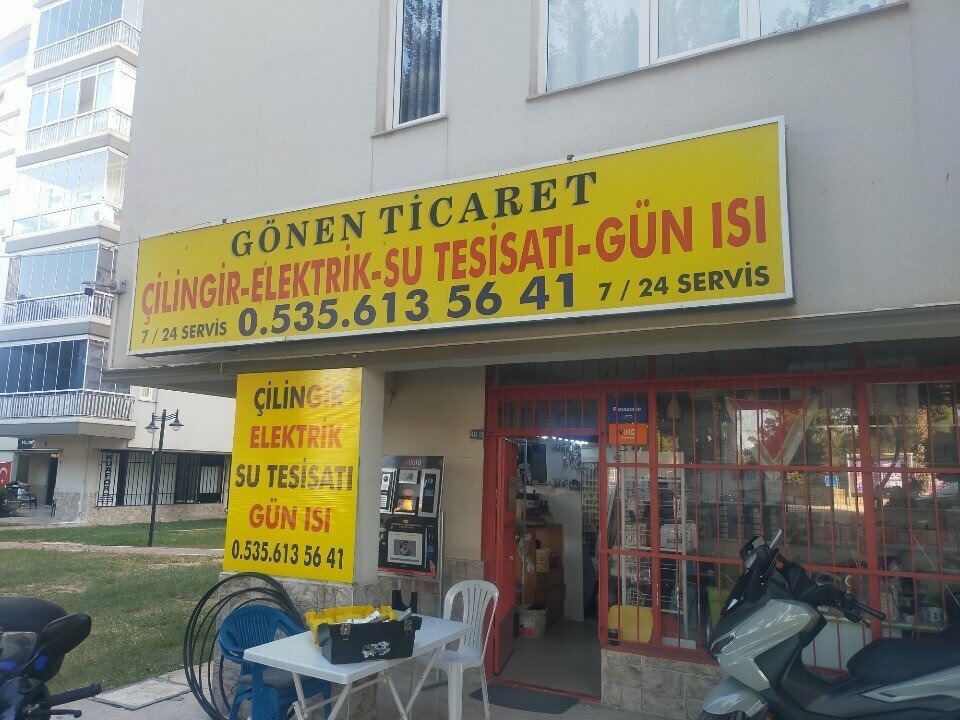 GÖNEN TİCARET
ÇİLİNGİR-ELEKTRİK-SU TESİSATI-GÜN ISI
7 / 24 SERVİS 0.535.613 56 41 7 / 24 SERVİS
ÇİLİNGİR
ELEKTRİK
SU TESİSATI
GÜN ISI
0.535.613 56 41
Panasonic